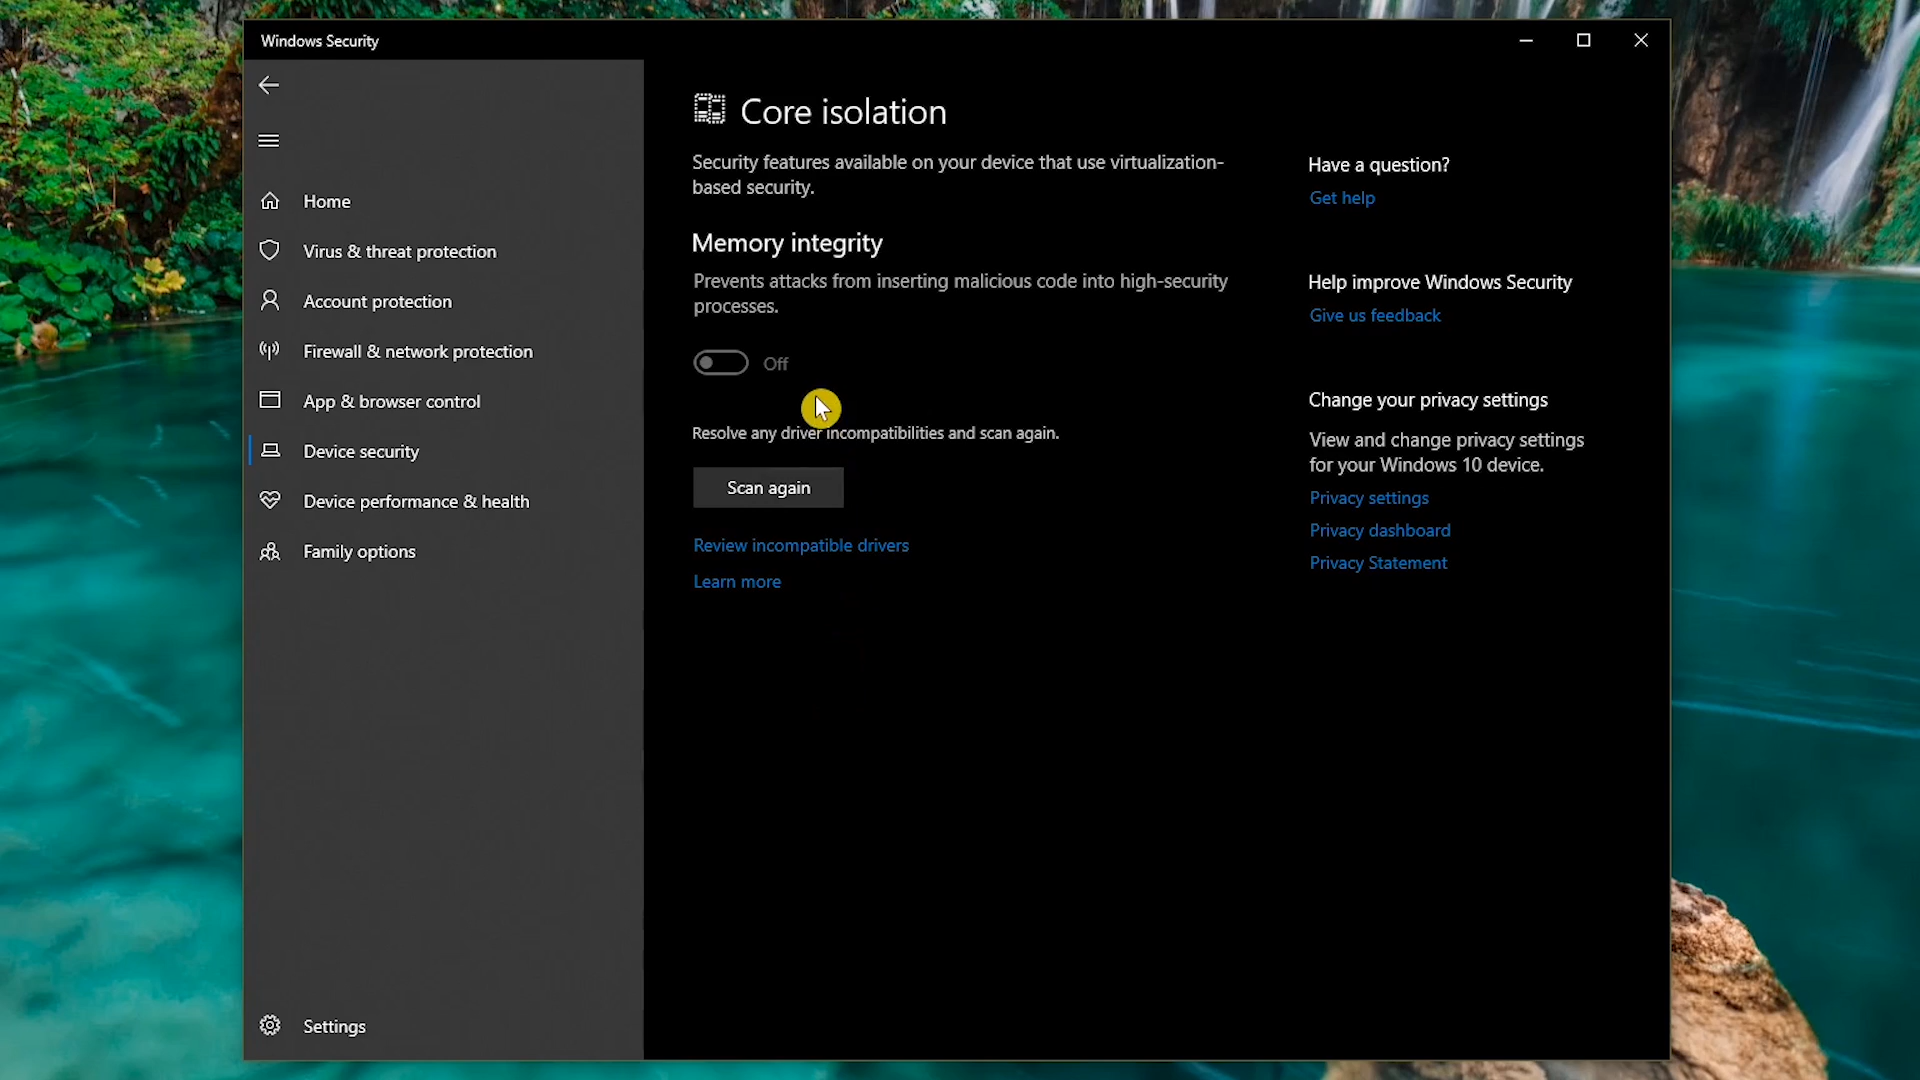 Windows Security
Home
Virus & threat protection
Account protection
Firewall & network protection
App & browser control
Device security
Device performance & health
Family options
Settings
Core isolation
Security features available on your device that use virtualization-
based security.
Memory integrity
Prevents attacks from inserting malicious code into high-security
processes.
Off
Resolve any driver incompatibilities and scan again.
Scan again
Review incompatible drivers
Learn more
Have a question?
Get help
Help improve Windows Security
Give us feedback
Change your privacy settings
View and change privacy settings
for your Windows 10 device.
Privacy settings
Privacy dashboard
Privacy Statement